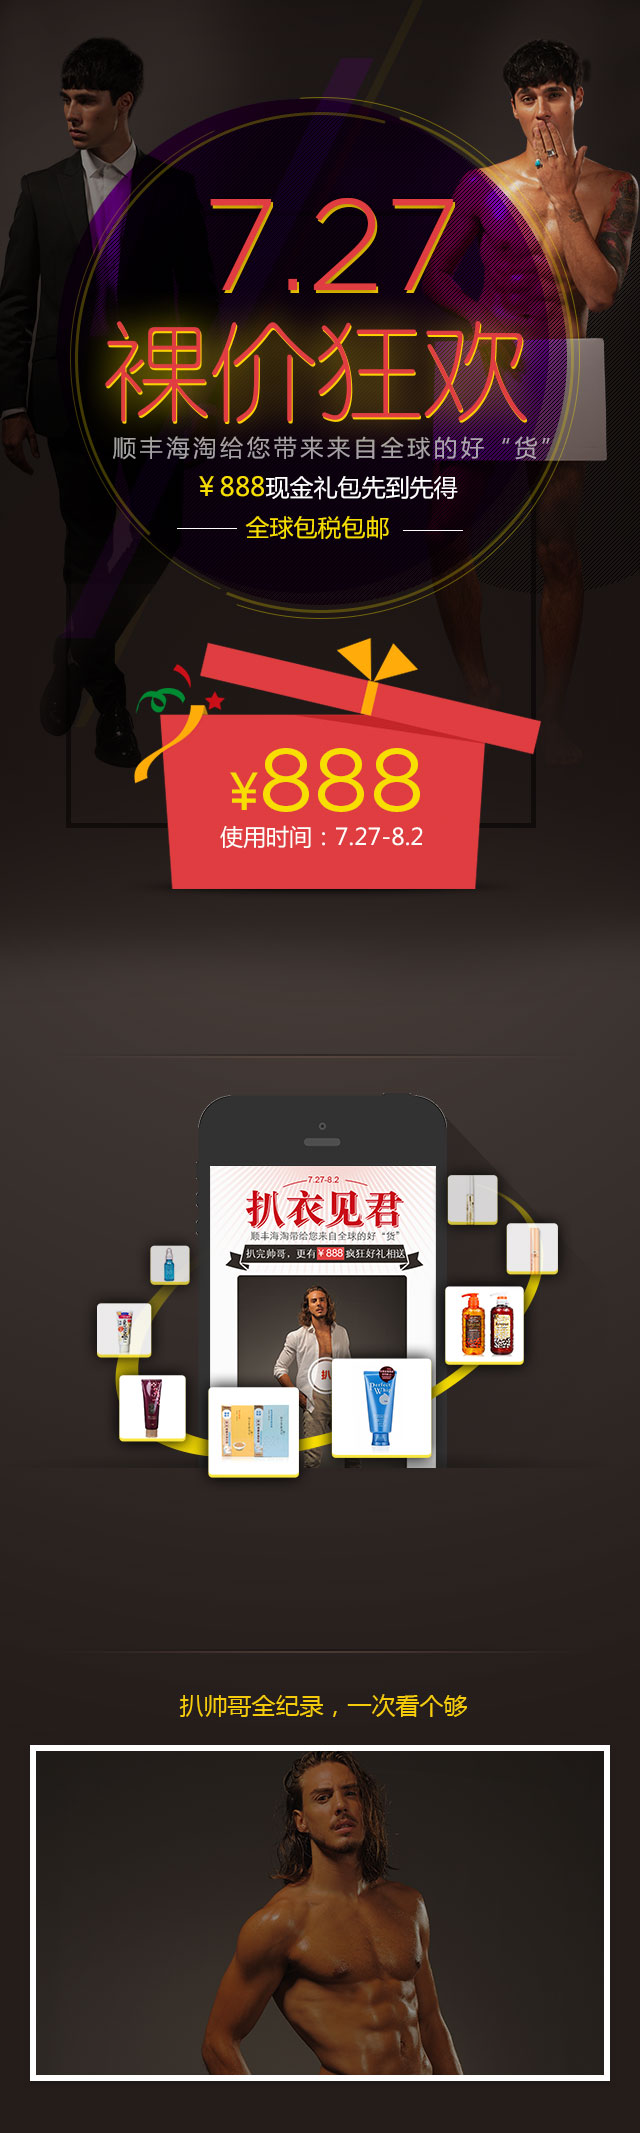 7.27
裸价狂欢
顺丰海淘给您带来来自全球的好“货”
¥888现金礼包先到先得
全球包税包邮
¥888
使用时间：7.27-8.2
7.27-8.2
扒衣见君
顺丰海淘带给您来自全球的好“货”
扒完帅哥，更有¥888疯狂好礼相送
扒
Perfect Whip
扒帅哥全纪录，一次看个够